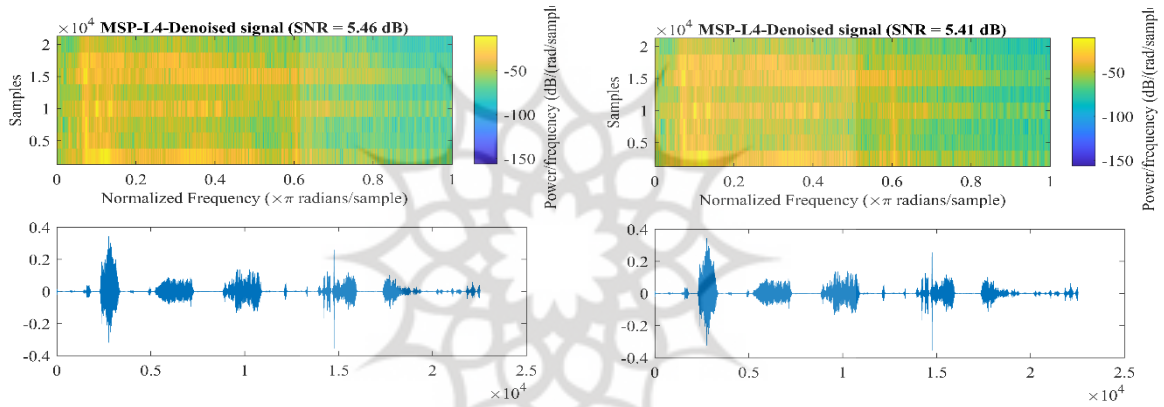 ×10⁴ MSP-L4-Denoised signal (SNR = 5.46 dB)
2
1.5
1
0.5
Samples
0 0.2 0.4 0.6 0.8 1
Normalized Frequency (×π radians/sample)
-50
-100
-150
Power/frequency (dB/(rad/sample
0.4
0.2
0
-0.2
-0.4
0 0.5 1 1.5 2 2.5
×10⁴
×10⁴ MSP-L4-Denoised signal (SNR = 5.41 dB)
2
1.5
1
0.5
Samples
0 0.2 0.4 0.6 0.8 1
Normalized Frequency (×π radians/sample)
-50
-100
-150
Power/frequency (dB/(rad/sample
0.4
0.2
0
-0.2
-0.4
0 0.5 1 1.5 2 2.5
×10⁴